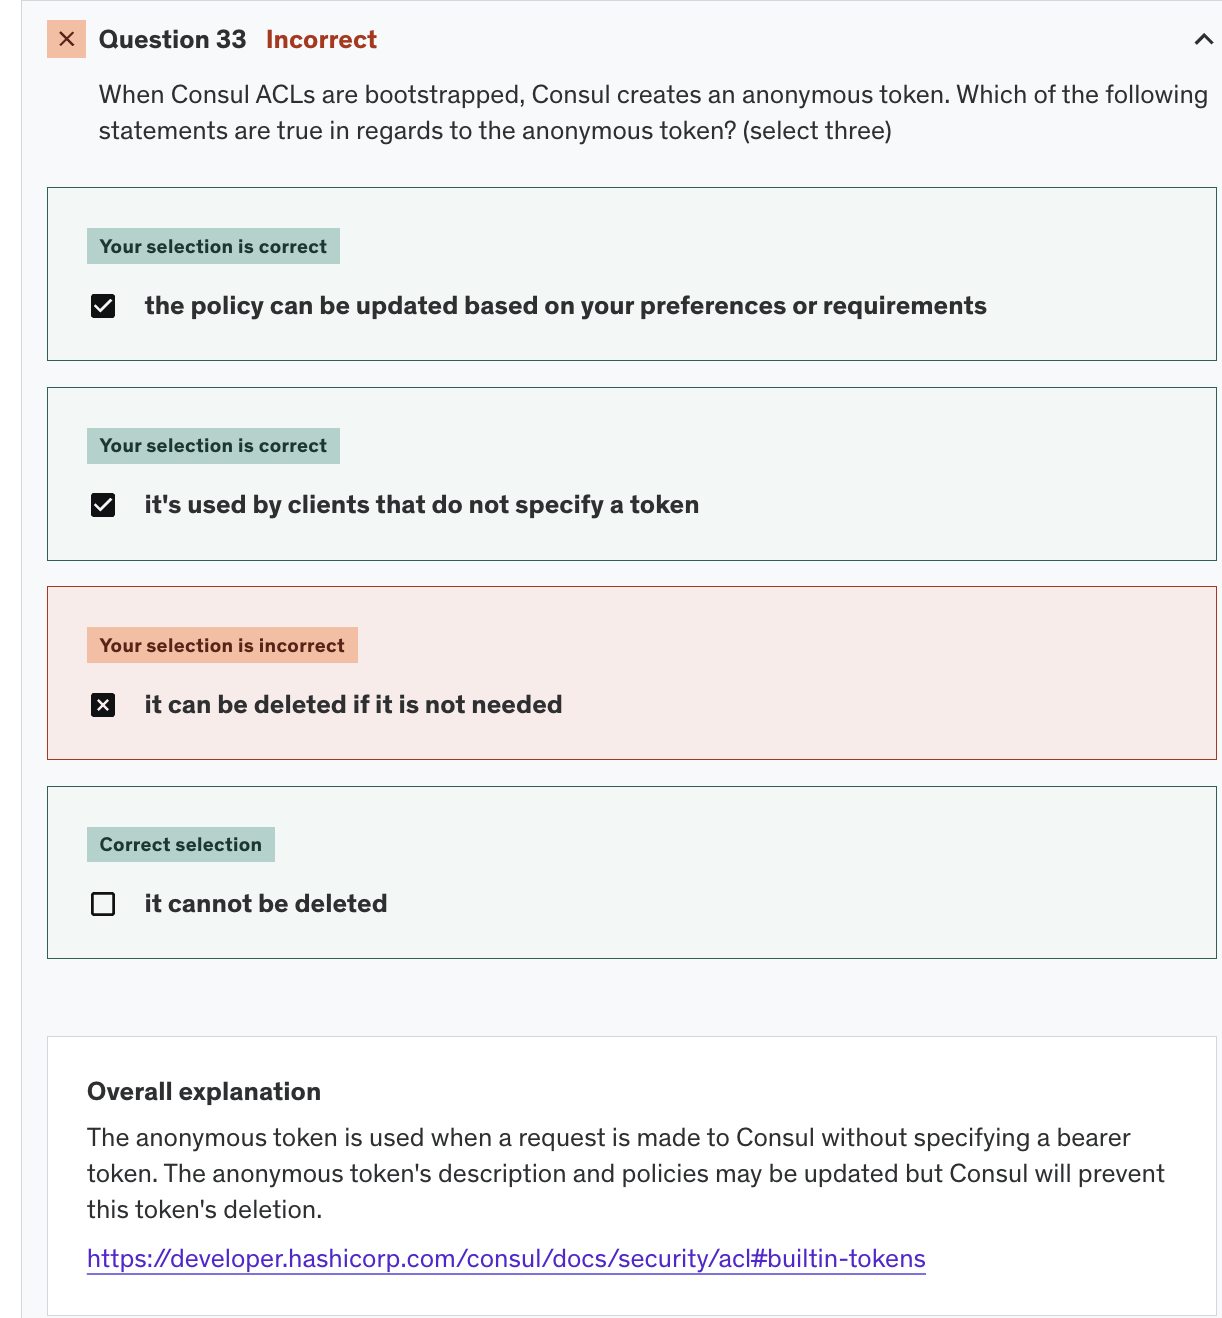 Question 33 Incorrect
When Consul ACLs are bootstrapped, Consul creates an anonymous token. Which of the following
statements are true in regards to the anonymous token? (select three)
Your selection is correct
the policy can be updated based on your preferences or requirements
Your selection is correct
it's used by clients that do not specify a token
Your selection is incorrect
it can be deleted if it is not needed
Correct selection
it cannot be deleted
Overall explanation
The anonymous token is used when a request is made to Consul without specifying a bearer
token. The anonymous token's description and policies may be updated but Consul will prevent
this token's deletion.
https://developer.hashicorp.com/consul/docs/security/acl#builtin-tokens